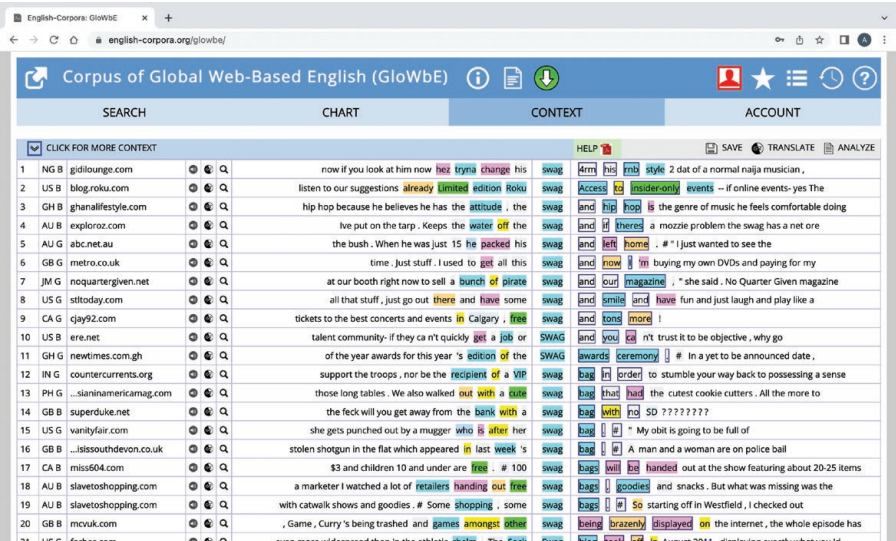 English-Corpora: GloWbE × +
english-corpora.org/glowbe/ A
Corpus of Global Web-Based English (GloWbE)
SEARCH CHART CONTEXT ACCOUNT
CLICK FOR MORE CONTEXT HELP SAVE TRANSLATE ANALYZE
1 NG B gidilounge.com now if you look at him now hez tryna change his swag 4rm his rnb style 2 dat of a normal naija musician ,
2 US B blog.roku.com listen to our suggestions already Limited edition Roku swag Access to insider-only events -- if online events- yes The
3 GH B ghanalifestyle.com hip hop because he believes he has the attitude , the swag and hip hop is the genre of music he feels comfortable doing
4 AU B exploroz.com Ive put on the tarp . Keeps the water off the swag and if theres a mozzie problem the swag has a net ore
5 AU G abc.net.au the bush . When he was just 15 he packed his swag and left home . # " I just wanted to see the
6 GB G metro.co.uk time . Just stuff . I used to get all this swag and now I 'm buying my own DVDs and paying for my
7 JM G noquartergiven.net at our booth right now to sell a bunch of pirate swag and our magazine , " she said . No Quarter Given magazine
8 US G stltoday.com all that stuff , just go out there and have some swag and smile and have fun and just laugh and play like a
9 CA G cjay92.com tickets to the best concerts and events in Calgary , free swag and tons more !
10 US B ere.net talent community- if they ca n't quickly get a job or SWAG and you ca n't trust it to be objective , why go
11 GH G newtimes.com.gh of the year awards for this year 's edition of the SWAG awards ceremony . # In a yet to be announced date ,
12 IN G countercurrents.org support the troops , nor be the recipient of a VIP swag bag in order to stumble your way back to possessing a sense
13 PH G ...sianinamericamag.com those long tables . We also walked out with a cute swag bag that had the cutest cookie cutters . All the more to
14 GB B superduke.net the feck will you get away from the bank with a swag bag with no SD ????????
15 US G vanityfair.com she gets punched out by a mugger who is after her swag bag . # " My obit is going to be full of
16 GB B ...isissouthdevon.co.uk stolen shotgun in the flat which appeared in last week 's swag bag . # A man and a woman are on police bail
17 CA B miss604.com $3 and children 10 and under are free . # 100 swag bags will be handed out at the show featuring about 20-25 items
18 AU B slavetoshopping.com a marketer I watched a lot of retailers handing out free swag bags , goodies and snacks . But what was missing was the
19 AU B slavetoshopping.com with catwalk shows and goodies . # Some shopping , some swag bags . # So starting off in Westfield , I checked out
20 GB B mcvuk.com , Game , Curry 's being trashed and games amongst other swag being brazenly displayed on the internet , the whole episode has